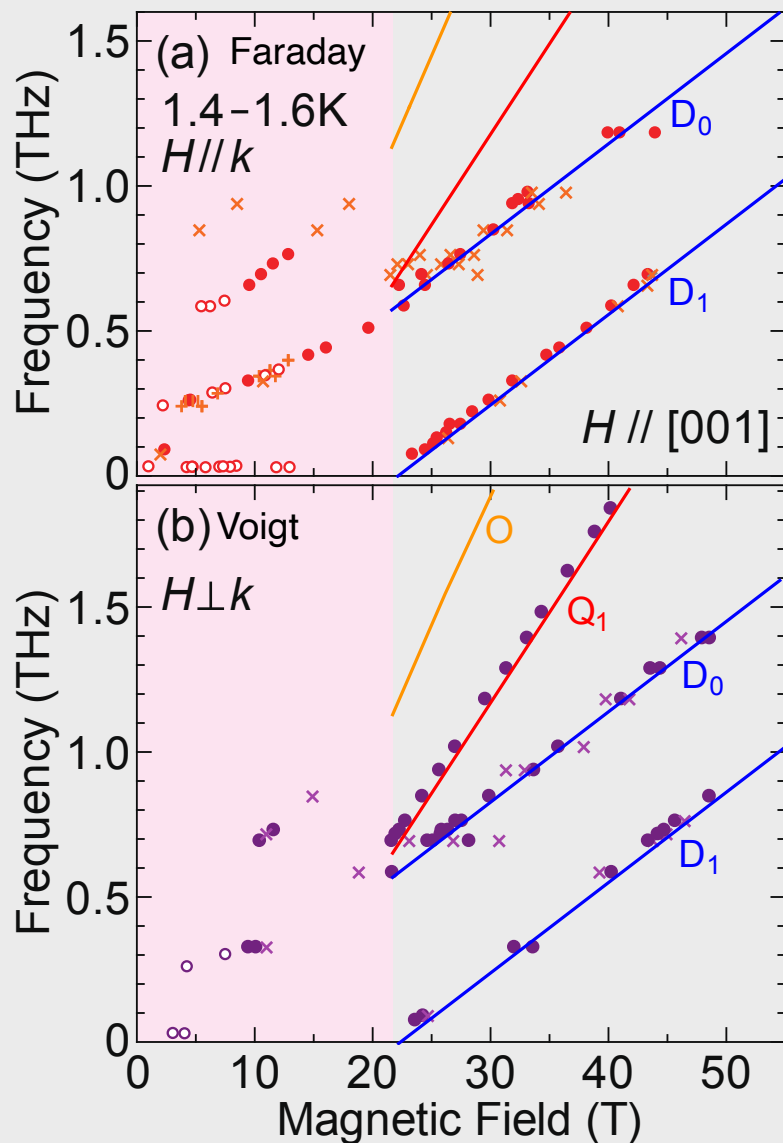 (a) Faraday
1.4–1.6K
H//k
D₀
D₁
H // [001]
Frequency (THz)
1.5
1.0
0.5
0
(b) Voigt
H⊥k
O
Q₁
D₀
D₁
Frequency (THz)
1.5
1.0
0.5
0
0 10 20 30 40 50
Magnetic Field (T)